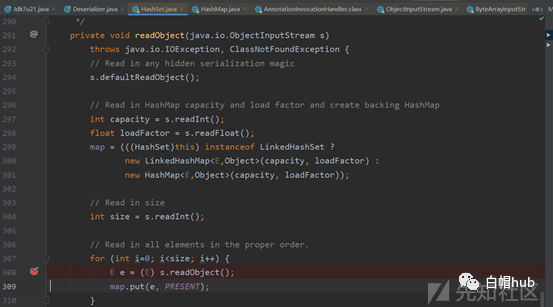 Jdk7u21.java Deserializer.java HashSet.java HashMap.java AnnotationInvocationHandler.class ObjectInputStream.java ByteArrayInputStr
290 */
291 @ private void readObject(java.io.ObjectInputStream s)
292 throws java.io.IOException, ClassNotFoundException {
293 // Read in any hidden serialization magic
294 s.defaultReadObject();
295
296 // Read in HashMap capacity and load factor and create backing HashMap
297 int capacity = s.readInt();
298 float loadFactor = s.readFloat();
299 map = (((HashSet)this) instanceof LinkedHashSet ?
300 new LinkedHashMap<E,Object>(capacity, loadFactor) :
301 new HashMap<E,Object>(capacity, loadFactor));
302
303 // Read in size
304 int size = s.readInt();
305
306 // Read in all elements in the proper order.
307 for (int i=0; i<size; i++) {
308 E e = (E) s.readObject();
309 map.put(e, PRESENT);
310 }
白帽hub
先知社区